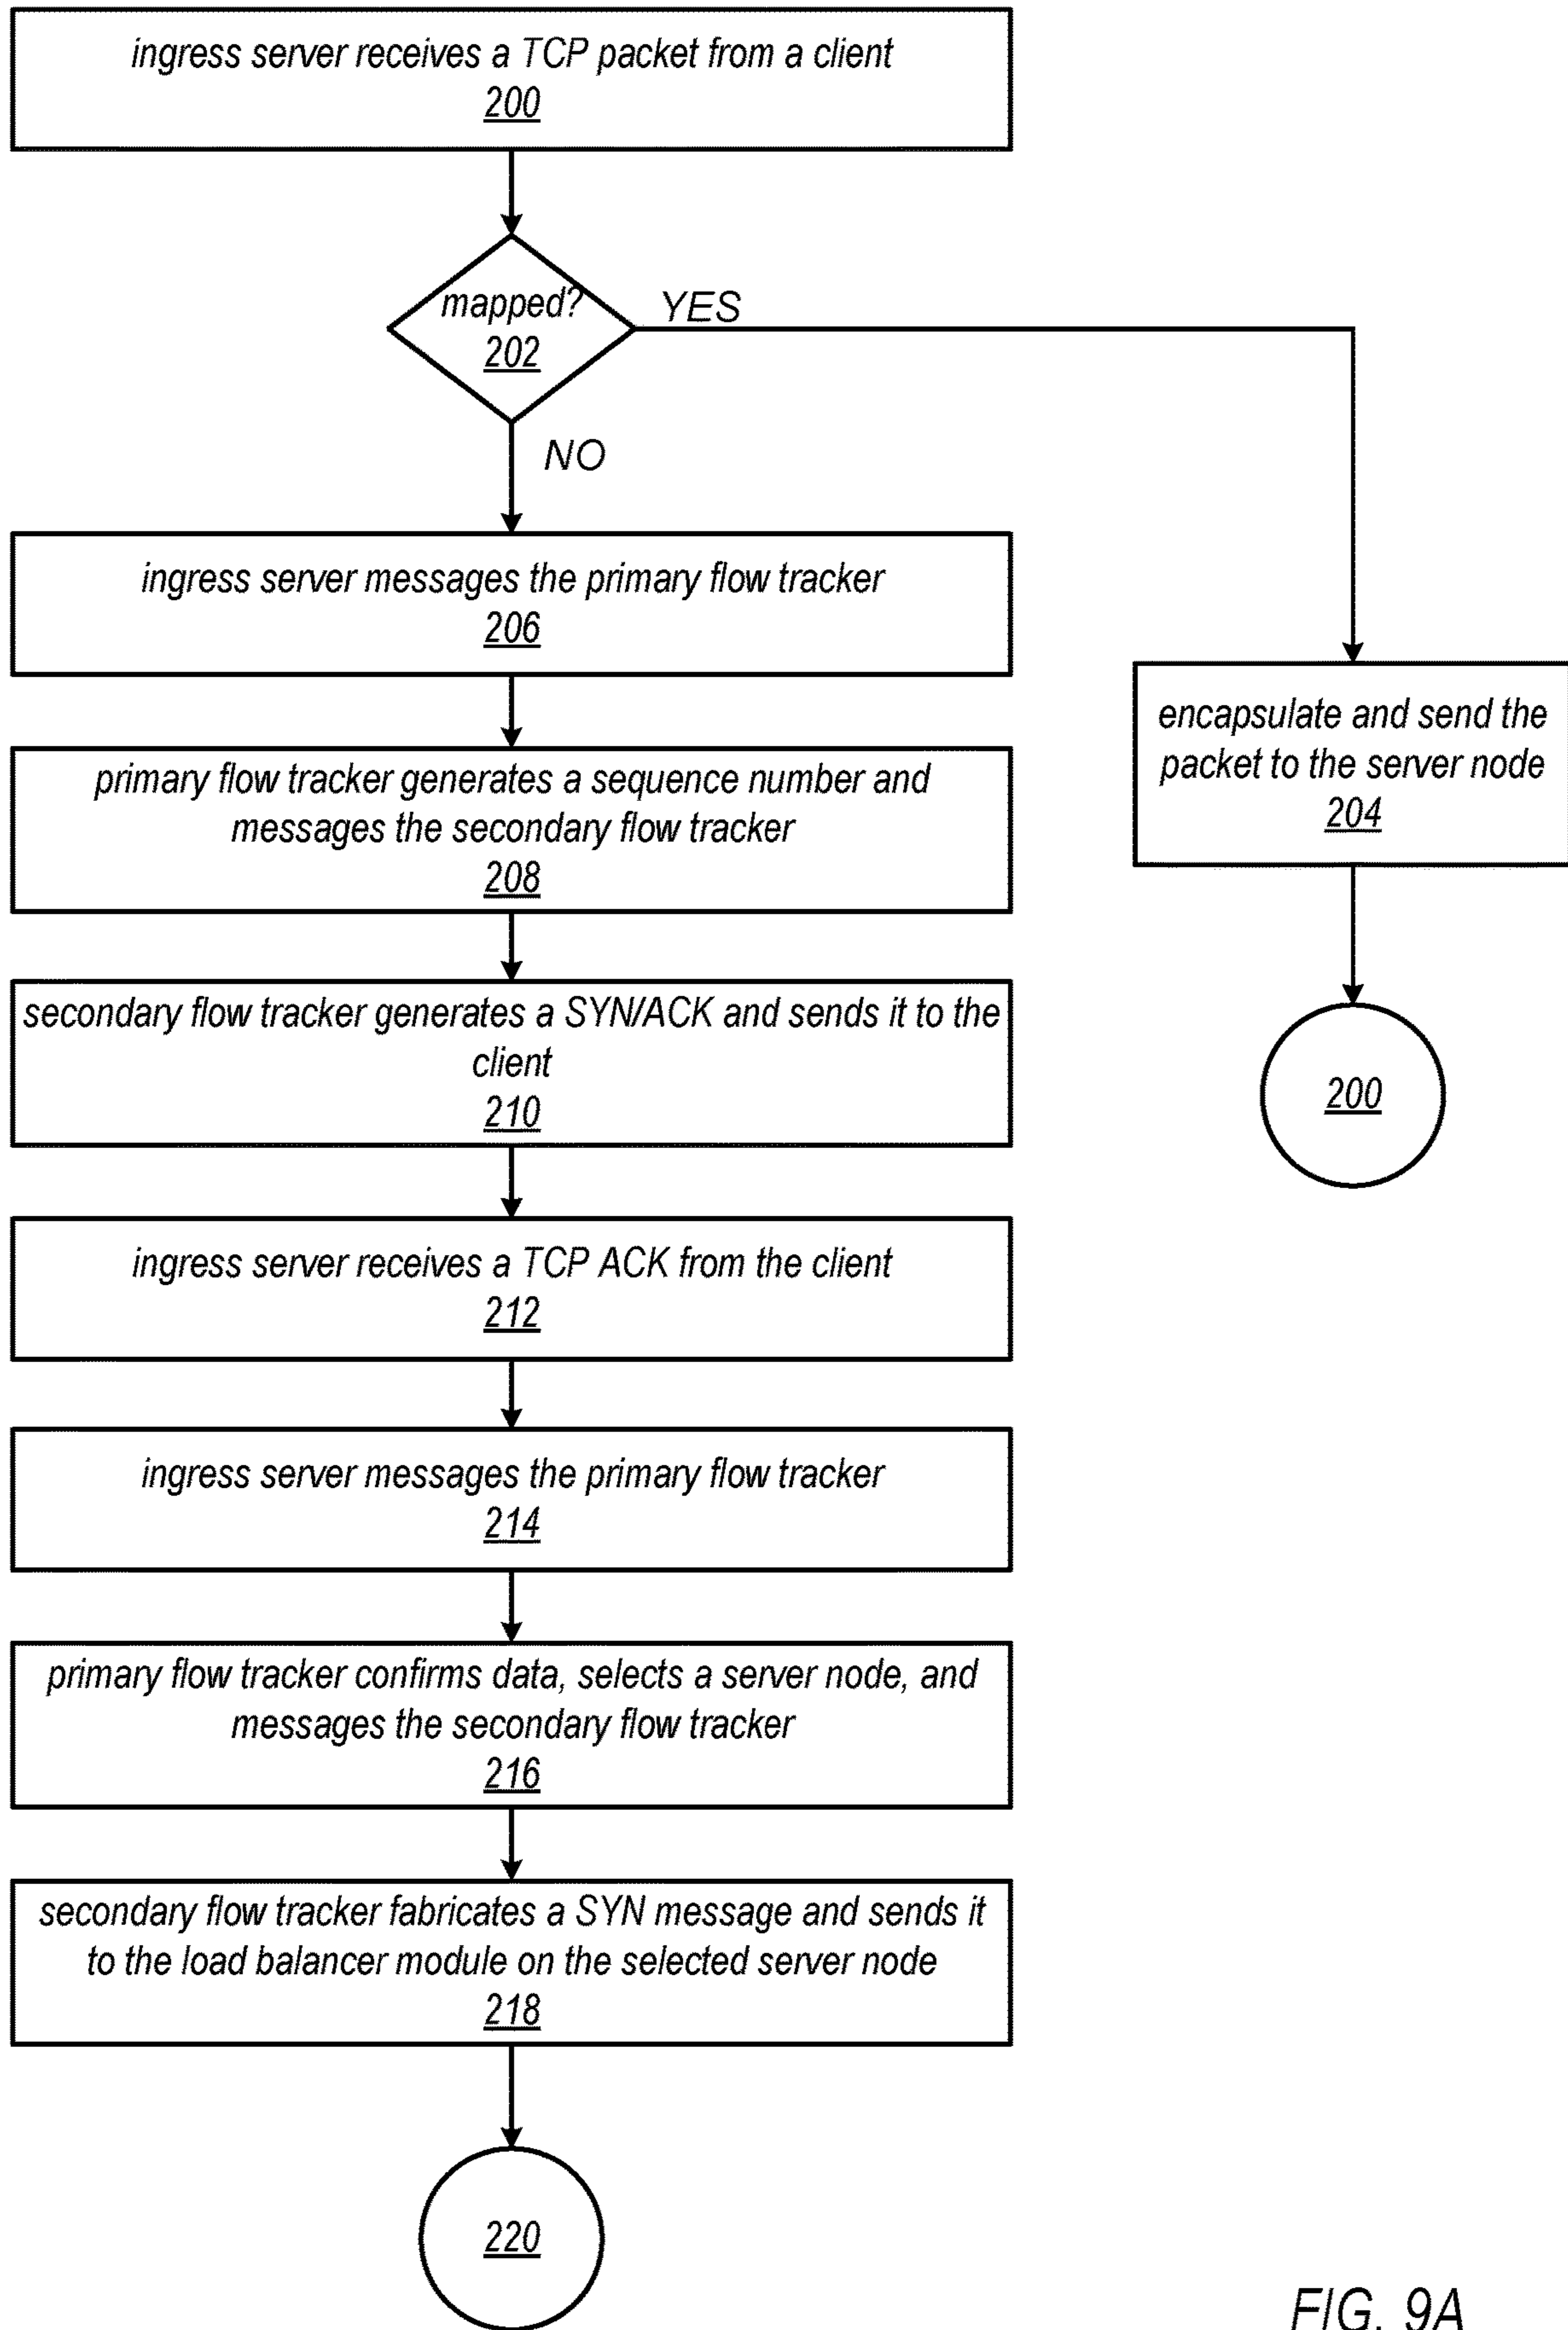 ingress server receives a TCP packet from a client
200
mapped?
202
YES
NO
ingress server messages the primary flow tracker
206
encapsulate and send the
packet to the server node
204
primary flow tracker generates a sequence number and
messages the secondary flow tracker
208
secondary flow tracker generates a SYN/ACK and sends it to the
client
210
200
ingress server receives a TCP ACK from the client
212
ingress server messages the primary flow tracker
214
primary flow tracker confirms data, selects a server node, and
messages the secondary flow tracker
216
secondary flow tracker fabricates a SYN message and sends it
to the load balancer module on the selected server node
218
220
FIG. 9A